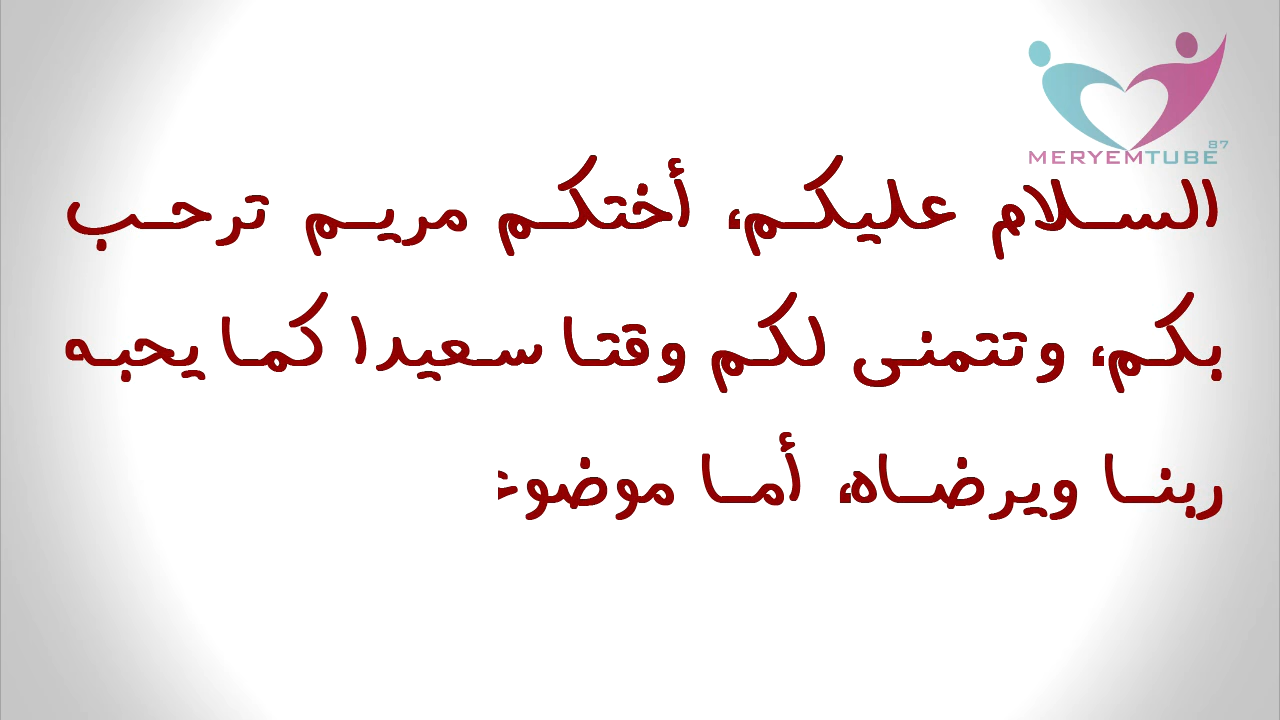 MERYEMTUBE 87
السلام عليكم، أختكم مريم ترحب
بكم، وتتمنى لكم وقتا سعيدا كما يحبه
ربنا ويرضاه، أما